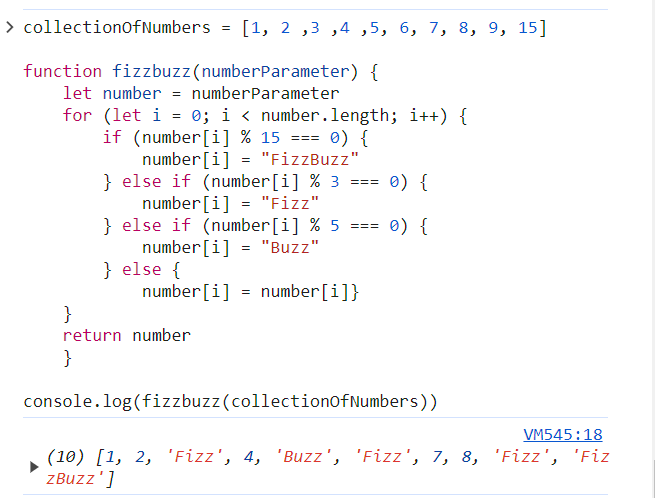 collectionOfNumbers = [1, 2 ,3 ,4 ,5, 6, 7, 8, 9, 15]
function fizzbuzz(numberParameter) {
let number = numberParameter
for (let i = 0; i < number.length; i++) {
if (number[i] % 15 === 0) {
number[i] = "FizzBuzz"
} else if (number[i] % 3 === 0) {
number[i] = "Fizz"
} else if (number[i] % 5 === 0) {
number[i] = "Buzz"
} else {
number[i] = number[i]}
}
return number
}
console.log(fizzbuzz(collectionOfNumbers))
VM545:18
(10) [1, 2, 'Fizz', 4, 'Buzz', 'Fizz', 7, 8, 'Fizz', 'Fiz
zBuzz']